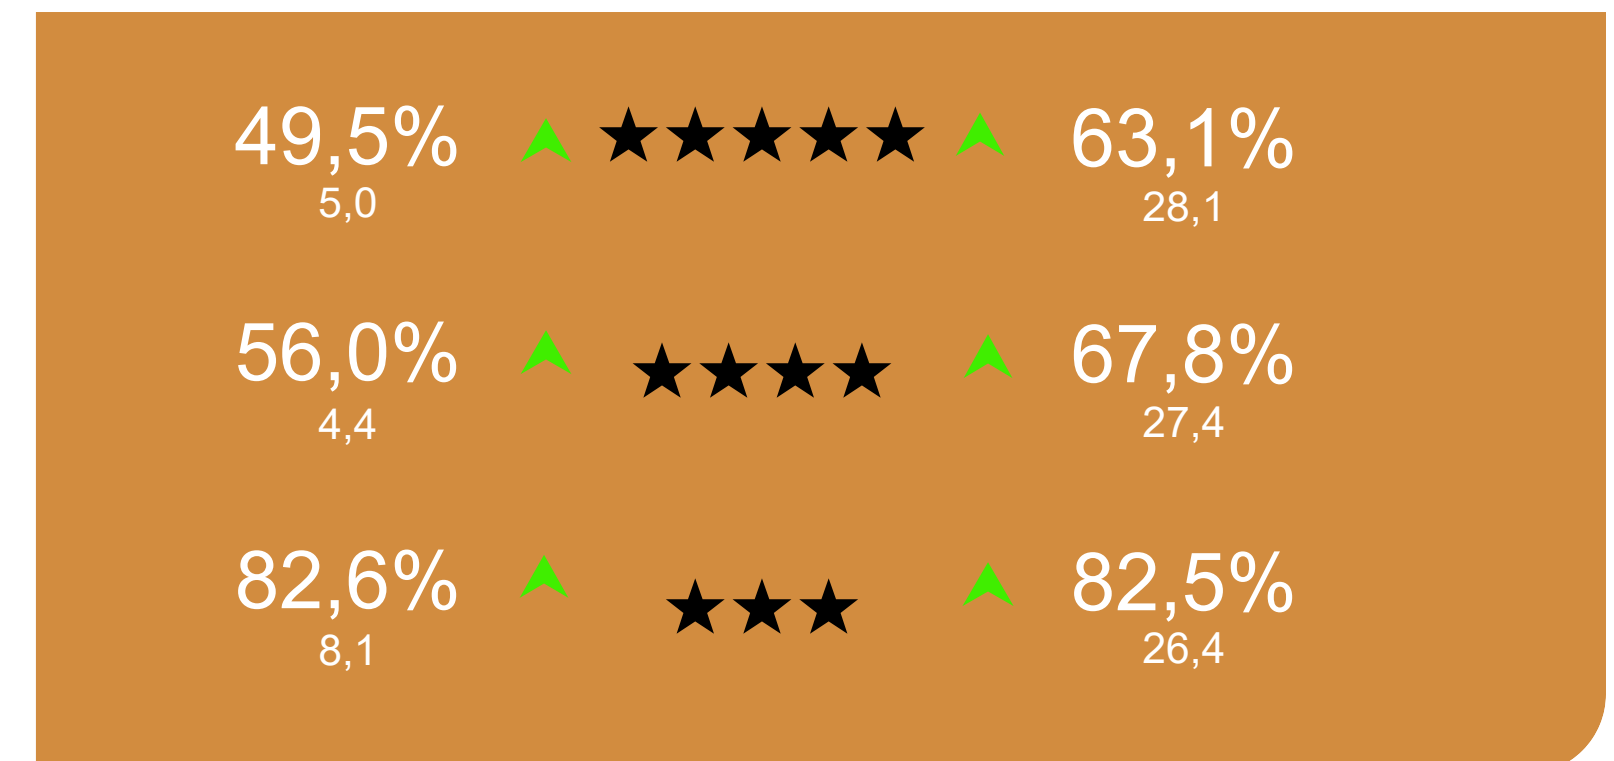 49,5% ★★★★★ 63,1%
5,0 28,1
56,0% ★★★★ 67,8%
4,4 27,4
82,6% ★★★ 82,5%
8,1 26,4